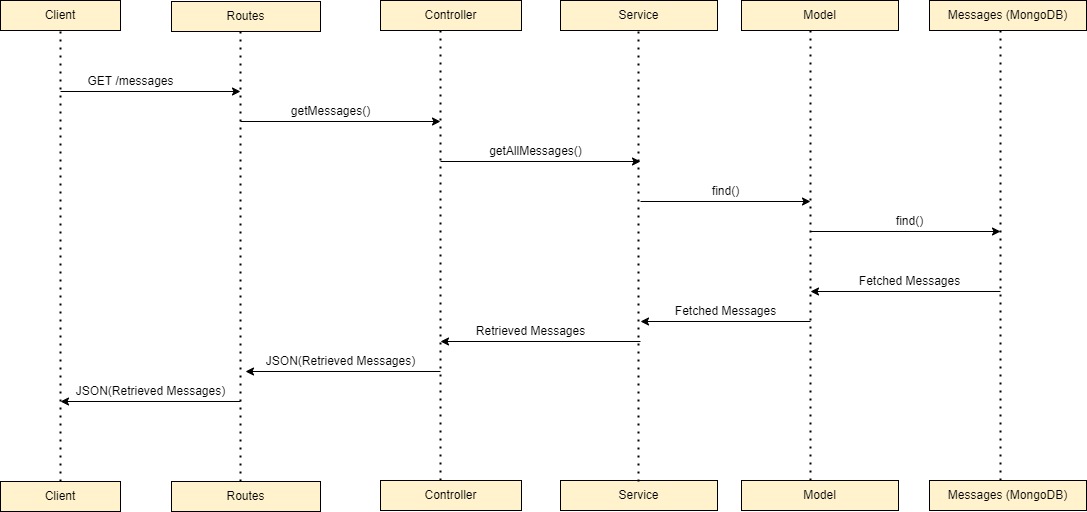 Client
Routes
Controller
Service
Model
Messages (MongoDB)
GET /messages
getMessages()
getAllMessages()
find()
find()
Fetched Messages
Fetched Messages
Retrieved Messages
JSON(Retrieved Messages)
JSON(Retrieved Messages)
Client
Routes
Controller
Service
Model
Messages (MongoDB)